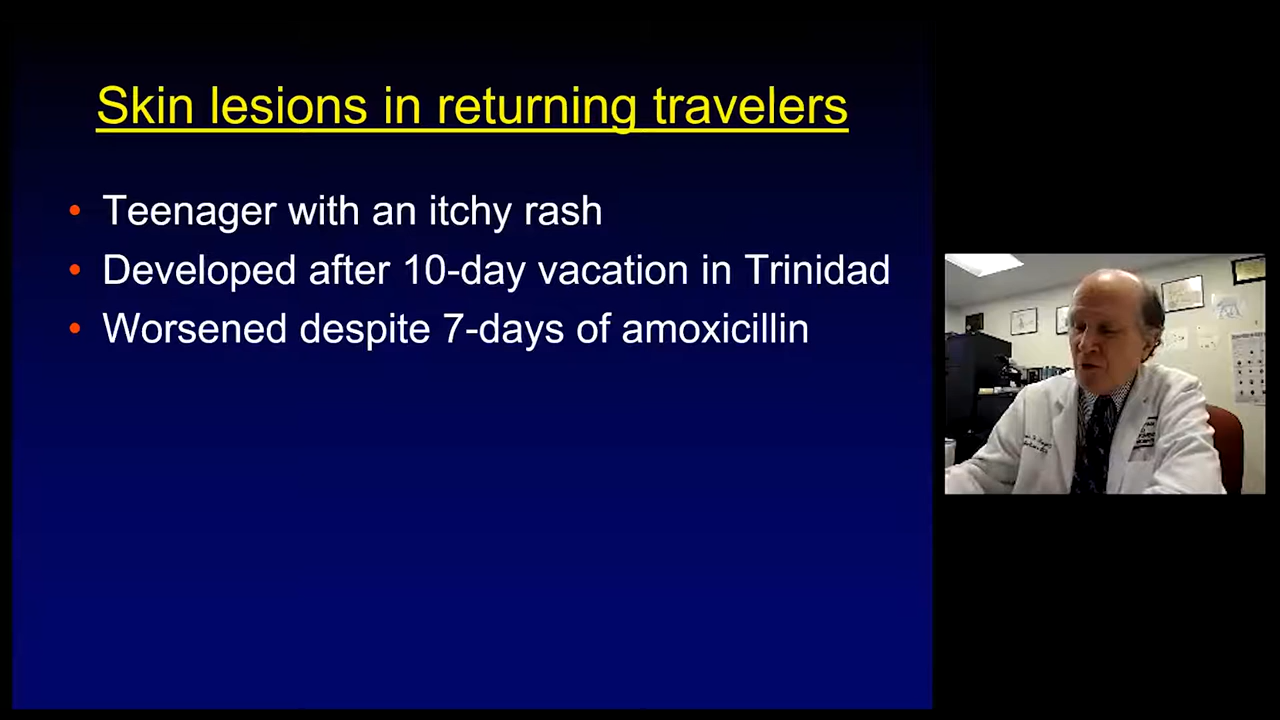 Skin lesions in returning travelers
• Teenager with an itchy rash
• Developed after 10-day vacation in Trinidad
• Worsened despite 7-days of amoxicillin